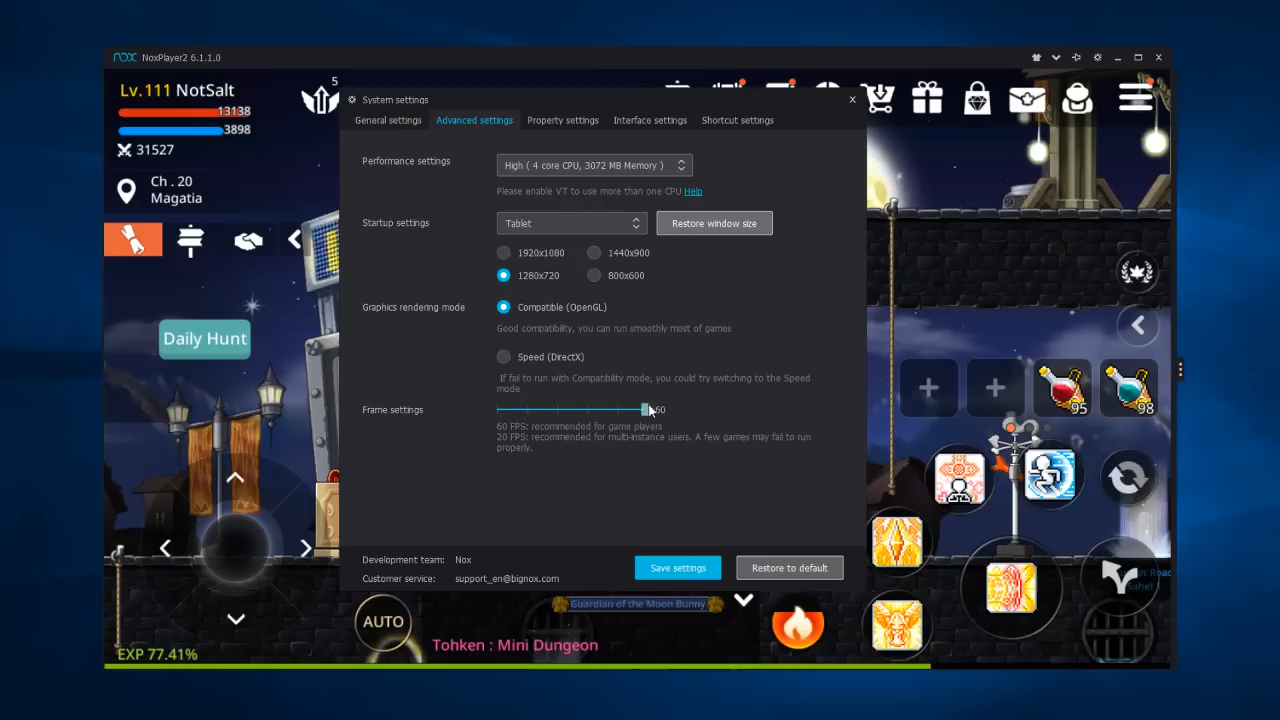 nox NoxPlayer2 6.1.1.0
Lv.111 NotSalt
13138
3898
31527
Ch . 20
Magatia
5
Daily Hunt
System settings
General settings
Advanced settings
Property settings
Interface settings
Shortcut settings
Performance settings
High ( 4 core CPU, 3072 MB Memory )
Please enable VT to use more than one CPU Help
Startup settings
Tablet
Restore window size
1920x1080
1440x900
1280x720
800x600
Graphics rendering mode
Compatible (OpenGL)
Good compatibility, you can run smoothly most of games
Speed (DirectX)
If fail to run with Compatibility mode, you could try switching to the Speed
mode
Frame settings
60
60 FPS: recommended for game players
20 FPS: recommended for multi-instance users. A few games may fail to run
properly.
Development team: Nox
Customer service: support_en@bignox.com
Save settings
Restore to default
95
98
Road
Sahel 1
AUTO
Guardian of the Moon Bunny
Tohken : Mini Dungeon
EXP 77.41%